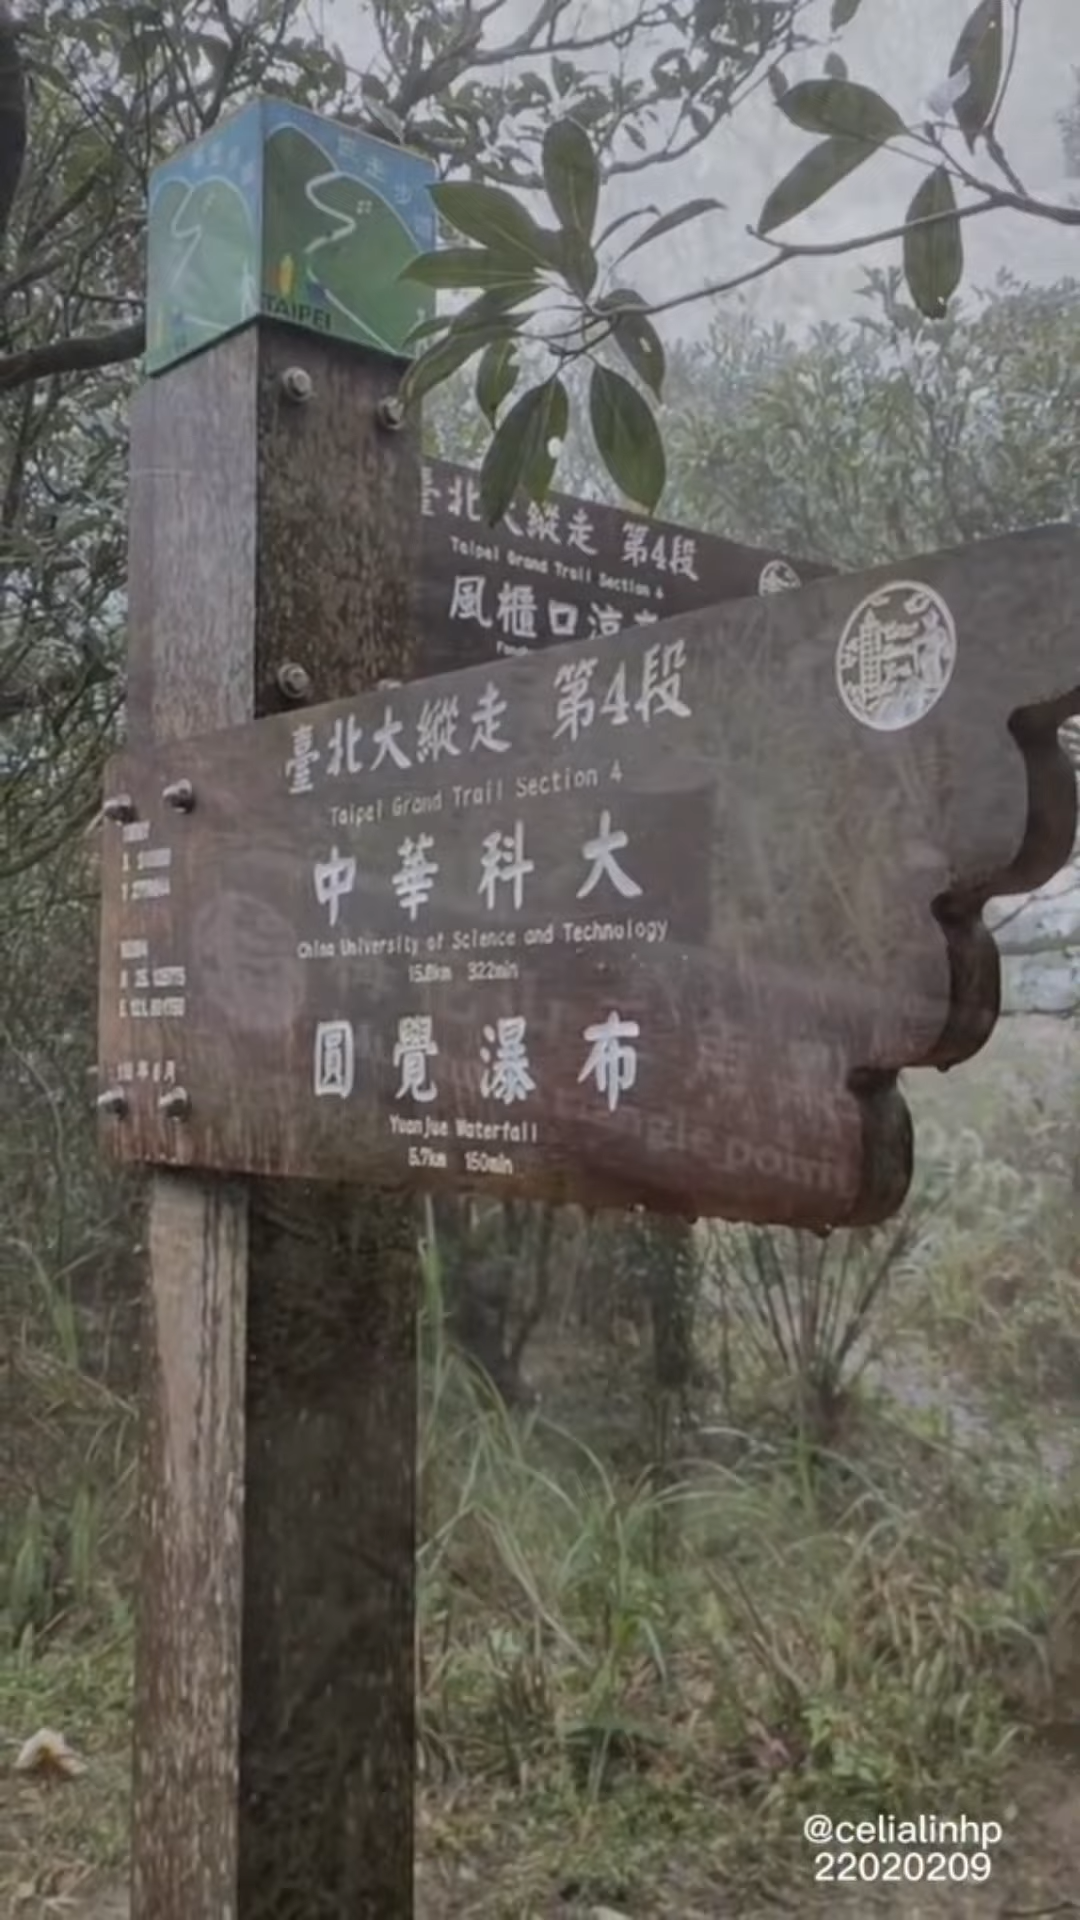 TAIPEI
臺北大縱走 第4段
Taipei Grand Trail Section 4
風櫃口涼亭
臺北大縱走 第4段
Taipei Grand Trail Section 4
中華科大
China University of Science and Technology
15.8km 322min
圓覺瀑布
YuanJue Waterfall
5.7km 150min
@celialinhp
22020209